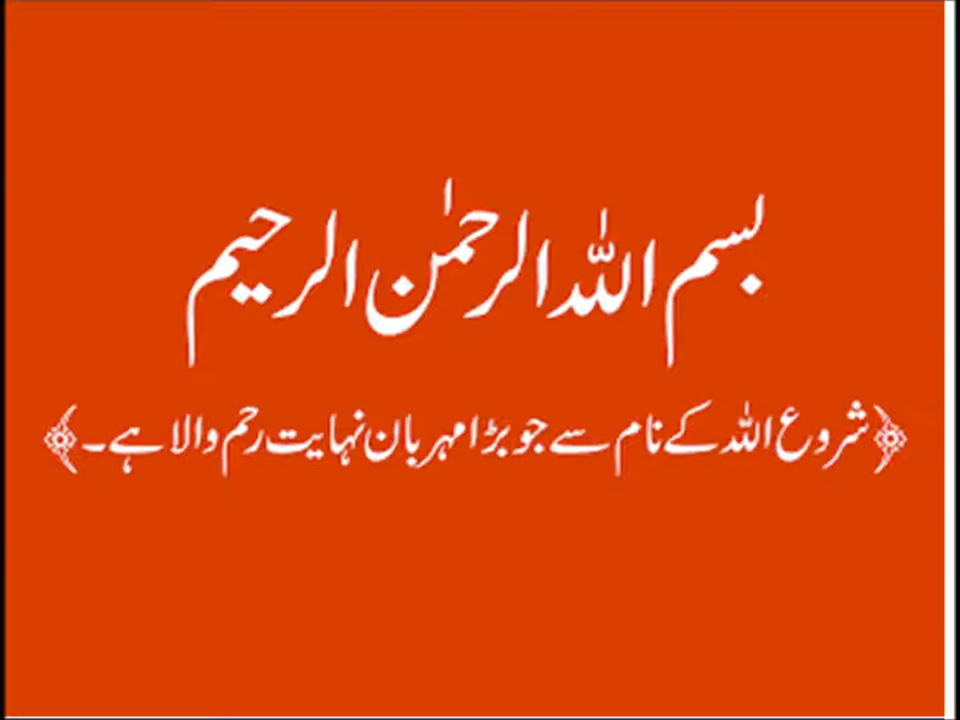 بسم اللہ الرحمٰن الرحیم
﴿شروع اللہ کے نام سے جو بڑا مہربان نہایت رحم والا ہے۔﴾